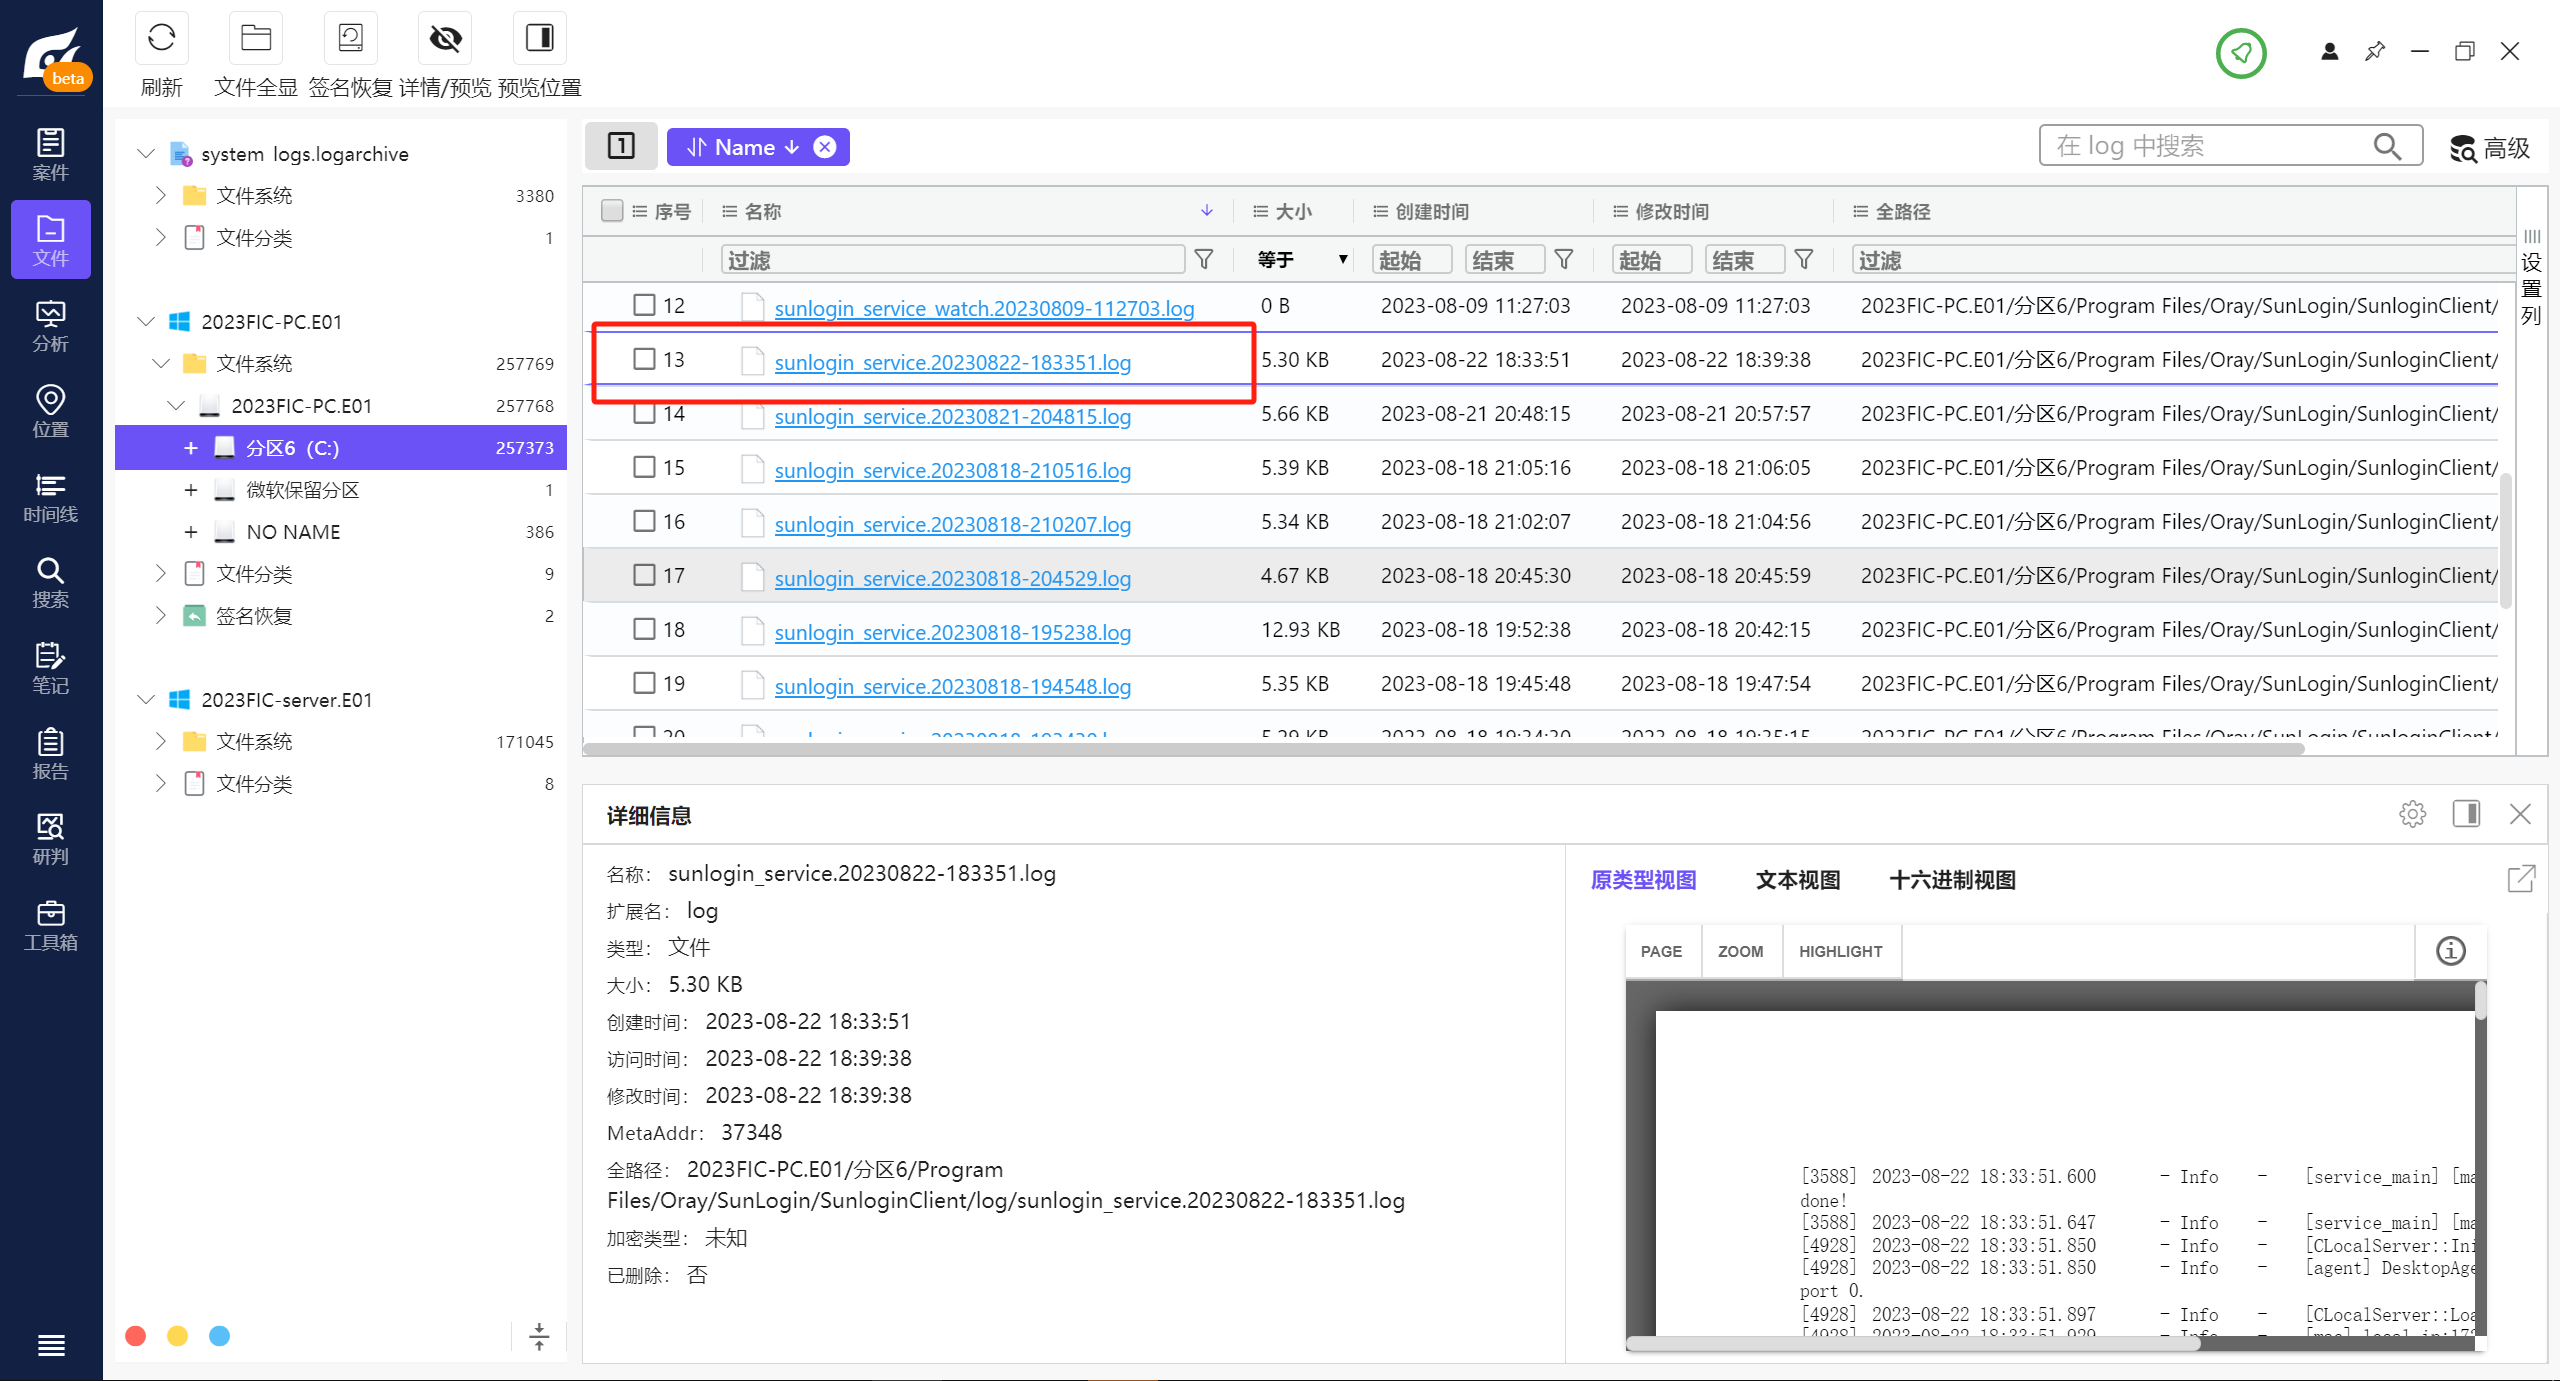 beta
案件
文件
分析
位置
时间线
搜索
笔记
报告
研判
工具箱
刷新 文件全显 签名恢复 详情/预览 预览位置
system_logs.logarchive
文件系统 3380
文件分类 1
2023FIC-PC.E01
文件系统 257769
2023FIC-PC.E01 257768
+ 分区6 (C:) 257373
+ 微软保留分区 1
+ NO NAME 386
文件分类 9
签名恢复 2
2023FIC-server.E01
文件系统 171045
文件分类 8
1 Name
在 log 中搜索 高级
序号 名称 大小 创建时间 修改时间 全路径
过滤 等于 起始 结束 起始 结束 过滤
设置列
12 sunlogin_service_watch.20230809-112703.log 0 B 2023-08-09 11:27:03 2023-08-09 11:27:03 2023FIC-PC.E01/分区6/Program Files/Oray/SunLogin/SunloginClient/
13 sunlogin_service.20230822-183351.log 5.30 KB 2023-08-22 18:33:51 2023-08-22 18:39:38 2023FIC-PC.E01/分区6/Program Files/Oray/SunLogin/SunloginClient/
14 sunlogin_service.20230821-204815.log 5.66 KB 2023-08-21 20:48:15 2023-08-21 20:57:57 2023FIC-PC.E01/分区6/Program Files/Oray/SunLogin/SunloginClient/
15 sunlogin_service.20230818-210516.log 5.39 KB 2023-08-18 21:05:16 2023-08-18 21:06:05 2023FIC-PC.E01/分区6/Program Files/Oray/SunLogin/SunloginClient/
16 sunlogin_service.20230818-210207.log 5.34 KB 2023-08-18 21:02:07 2023-08-18 21:04:56 2023FIC-PC.E01/分区6/Program Files/Oray/SunLogin/SunloginClient/
17 sunlogin_service.20230818-204529.log 4.67 KB 2023-08-18 20:45:30 2023-08-18 20:45:59 2023FIC-PC.E01/分区6/Program Files/Oray/SunLogin/SunloginClient/
18 sunlogin_service.20230818-195238.log 12.93 KB 2023-08-18 19:52:38 2023-08-18 20:42:15 2023FIC-PC.E01/分区6/Program Files/Oray/SunLogin/SunloginClient/
19 sunlogin_service.20230818-194548.log 5.35 KB 2023-08-18 19:45:48 2023-08-18 19:47:54 2023FIC-PC.E01/分区6/Program Files/Oray/SunLogin/SunloginClient/
详细信息
名称: sunlogin_service.20230822-183351.log
扩展名: log
类型: 文件
大小: 5.30 KB
创建时间: 2023-08-22 18:33:51
访问时间: 2023-08-22 18:39:38
修改时间: 2023-08-22 18:39:38
MetaAddr: 37348
全路径: 2023FIC-PC.E01/分区6/Program
Files/Oray/SunLogin/SunloginClient/log/sunlogin_service.20230822-183351.log
加密类型: 未知
已删除: 否
原类型视图 文本视图 十六进制视图
PAGE ZOOM HIGHLIGHT
[3588] 2023-08-22 18:33:51.600 - Info - [service_main] [ma
done!
[3588] 2023-08-22 18:33:51.647 - Info - [service_main] [ma
[4928] 2023-08-22 18:33:51.850 - Info - [CLocalServer::Ini
[4928] 2023-08-22 18:33:51.850 - Info - [agent] DesktopAge
port 0.
[4928] 2023-08-22 18:33:51.897 - Info - [CLocalServer::Loa